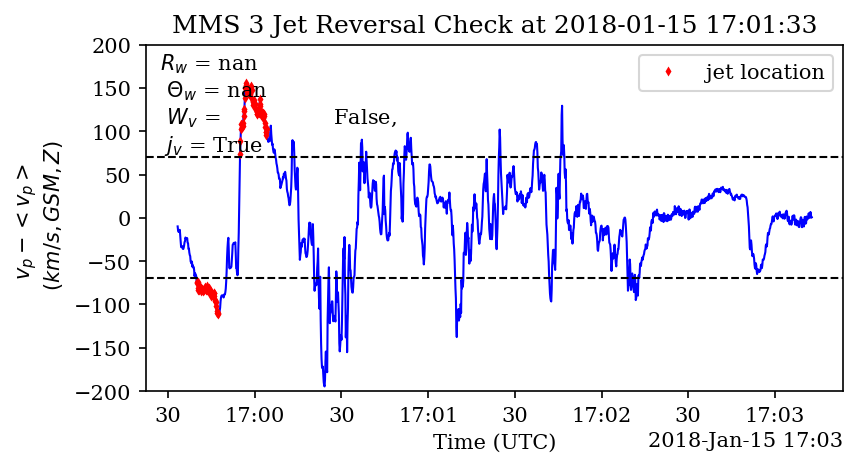 MMS 3 Jet Reversal Check at 2018-01-15 17:01:33
200
150
100
50
0
−50
−100
−150
−200
v_p − <v_p>
(km/s, GSM, Z)
R_w = nan
Θ_w = nan
W_v = False,
j_v = True
jet location
30 17:00 30 17:01 30 17:02 30 17:03
Time (UTC)
2018-Jan-15 17:03